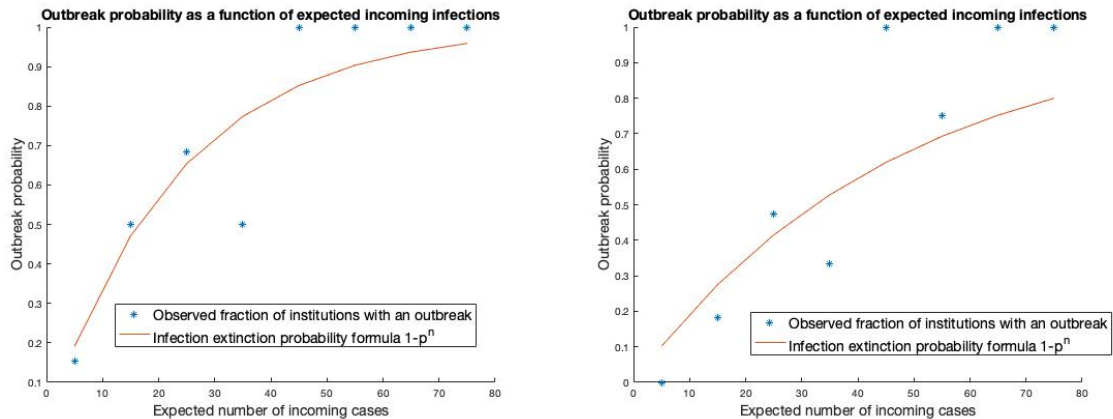 Outbreak probability as a function of expected incoming infections
Outbreak probability
1
0.9
0.8
0.7
0.6
0.5
0.4
0.3
0.2
0.1
* Observed fraction of institutions with an outbreak
Infection extinction probability formula 1-p^n
0 10 20 30 40 50 60 70 80
Expected number of incoming cases
Outbreak probability as a function of expected incoming infections
Outbreak probability
1
0.9
0.8
0.7
0.6
0.5
0.4
0.3
0.2
0.1
0
* Observed fraction of institutions with an outbreak
Infection extinction probability formula 1-p^n
0 10 20 30 40 50 60 70 80
Expected number of incoming cases